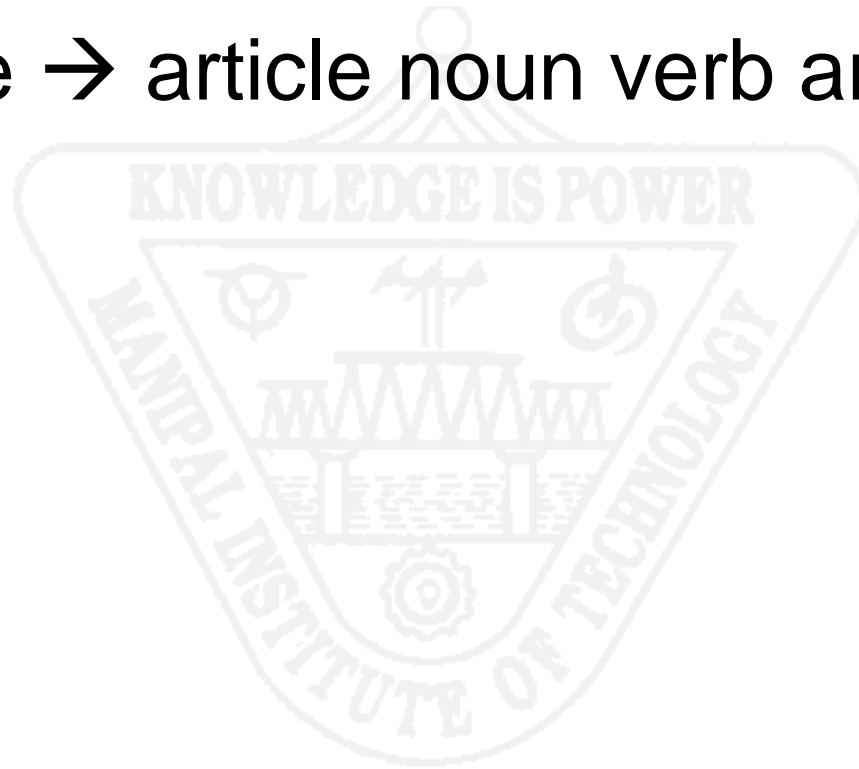 e → article noun verb ar
KNOWLEDGE IS POWER
MANIPAL INSTITUTE OF TECHNOLOGY